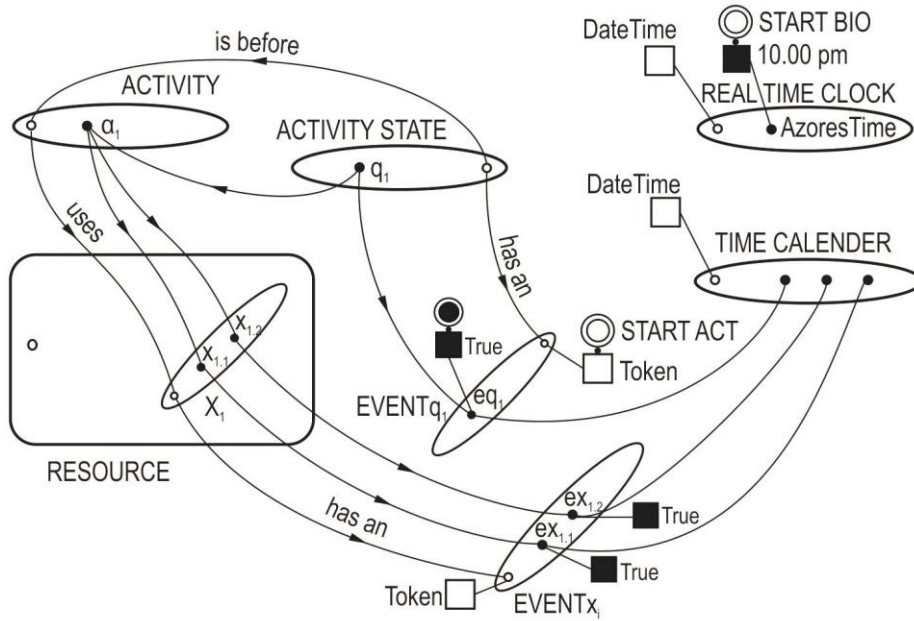 is before
DateTime
START BIO
10.00 pm
ACTIVITY
REAL TIME CLOCK
α₁
ACTIVITY STATE
AzoresTime
q₁
DateTime
uses
has an
TIME CALENDER
x₁.₂
x₁.₁
X₁
True
START ACT
Token
eq₁
EVENTq₁
RESOURCE
has an
ex₁.₂
True
ex₁.₁
True
Token
EVENTxᵢ